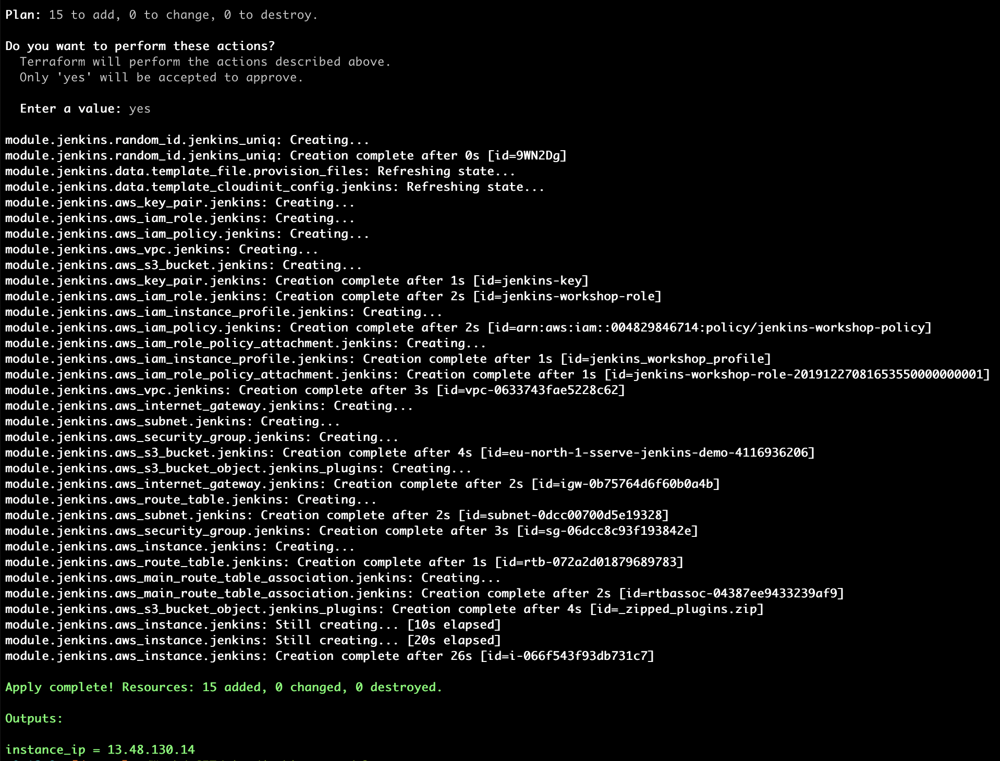 Plan: 15 to add, 0 to change, 0 to destroy.
Do you want to perform these actions?
Terraform will perform the actions described above.
Only 'yes' will be accepted to approve.
Enter a value: yes
module.jenkins.random_id.jenkins_uniq: Creating...
module.jenkins.random_id.jenkins_uniq: Creation complete after 0s [id=9WN2Dg]
module.jenkins.data.template_file.provision_files: Refreshing state...
module.jenkins.data.template_cloudinit_config.jenkins: Refreshing state...
module.jenkins.aws_key_pair.jenkins: Creating...
module.jenkins.aws_iam_role.jenkins: Creating...
module.jenkins.aws_iam_policy.jenkins: Creating...
module.jenkins.aws_vpc.jenkins: Creating...
module.jenkins.aws_s3_bucket.jenkins: Creating...
module.jenkins.aws_key_pair.jenkins: Creation complete after 1s [id=jenkins-key]
module.jenkins.aws_iam_role.jenkins: Creation complete after 2s [id=jenkins-workshop-role]
module.jenkins.aws_iam_instance_profile.jenkins: Creating...
module.jenkins.aws_iam_policy.jenkins: Creation complete after 2s [id=arn:aws:iam::004829846714:policy/jenkins-workshop-policy]
module.jenkins.aws_iam_role_policy_attachment.jenkins: Creating...
module.jenkins.aws_iam_instance_profile.jenkins: Creation complete after 1s [id=jenkins_workshop_profile]
module.jenkins.aws_iam_role_policy_attachment.jenkins: Creation complete after 1s [id=jenkins-workshop-role-20191227081653550000000001]
module.jenkins.aws_vpc.jenkins: Creation complete after 3s [id=vpc-0633743fae5228c62]
module.jenkins.aws_internet_gateway.jenkins: Creating...
module.jenkins.aws_subnet.jenkins: Creating...
module.jenkins.aws_security_group.jenkins: Creating...
module.jenkins.aws_s3_bucket.jenkins: Creation complete after 4s [id=eu-north-1-sserve-jenkins-demo-4116936206]
module.jenkins.aws_s3_bucket_object.jenkins_plugins: Creating...
module.jenkins.aws_internet_gateway.jenkins: Creation complete after 2s [id=igw-0b75764d6f60b0a4b]
module.jenkins.aws_route_table.jenkins: Creating...
module.jenkins.aws_subnet.jenkins: Creation complete after 2s [id=subnet-0dcc00700d5e19328]
module.jenkins.aws_security_group.jenkins: Creation complete after 3s [id=sg-06dcc8c93f193842e]
module.jenkins.aws_instance.jenkins: Creating...
module.jenkins.aws_route_table.jenkins: Creation complete after 1s [id=rtb-072a2d01879689783]
module.jenkins.aws_main_route_table_association.jenkins: Creating...
module.jenkins.aws_main_route_table_association.jenkins: Creation complete after 2s [id=rtbassoc-04387ee9433239af9]
module.jenkins.aws_s3_bucket_object.jenkins_plugins: Creation complete after 4s [id=_zipped_plugins.zip]
module.jenkins.aws_instance.jenkins: Still creating... [10s elapsed]
module.jenkins.aws_instance.jenkins: Still creating... [20s elapsed]
module.jenkins.aws_instance.jenkins: Creation complete after 26s [id=i-066f543f93db731c7]
Apply complete! Resources: 15 added, 0 changed, 0 destroyed.
Outputs:
instance_ip = 13.48.130.14